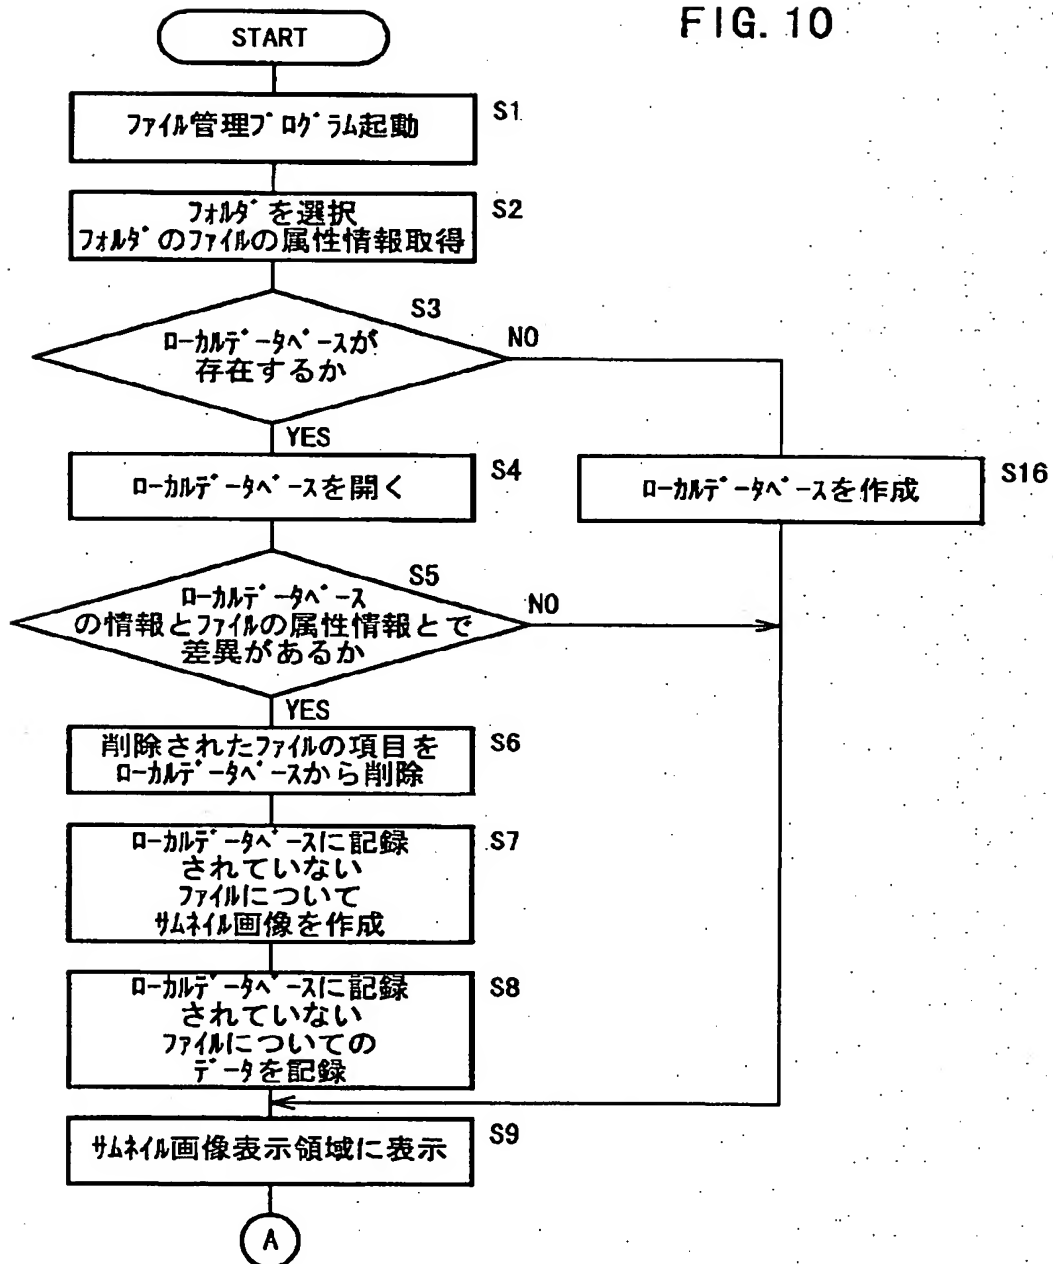 FIG. 10
START
ファイル管理プログラム起動
S1
フォルダを選択
フォルダのファイルの属性情報取得
S2
S3
ローカルデータベースが
存在するか
NO
YES
ローカルデータベースを開く
S4
ローカルデータベースを作成
S16
S5
ローカルデータベース
の情報とファイルの属性情報とで
差異があるか
NO
YES
削除されたファイルの項目を
ローカルデータベースから削除
S6
ローカルデータベースに記録
されていない
ファイルについて
サムネイル画像を作成
S7
ローカルデータベースに記録
されていない
ファイルについての
データを記録
S8
サムネイル画像表示領域に表示
S9
A